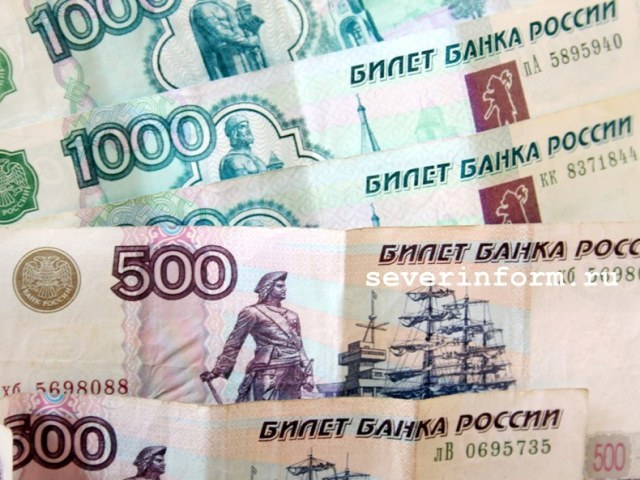 1000
БИЛЕТ БАНКА РОССИИ
пА 5895940
1000
БИЛЕТ БАНКА РОССИИ
кк 8371844
500
БИЛЕТ БАНКА РОСС
severinform.ru
хб 5698088
500
БИЛЕТ БАНКА РОССИИ
лВ 0695735
500